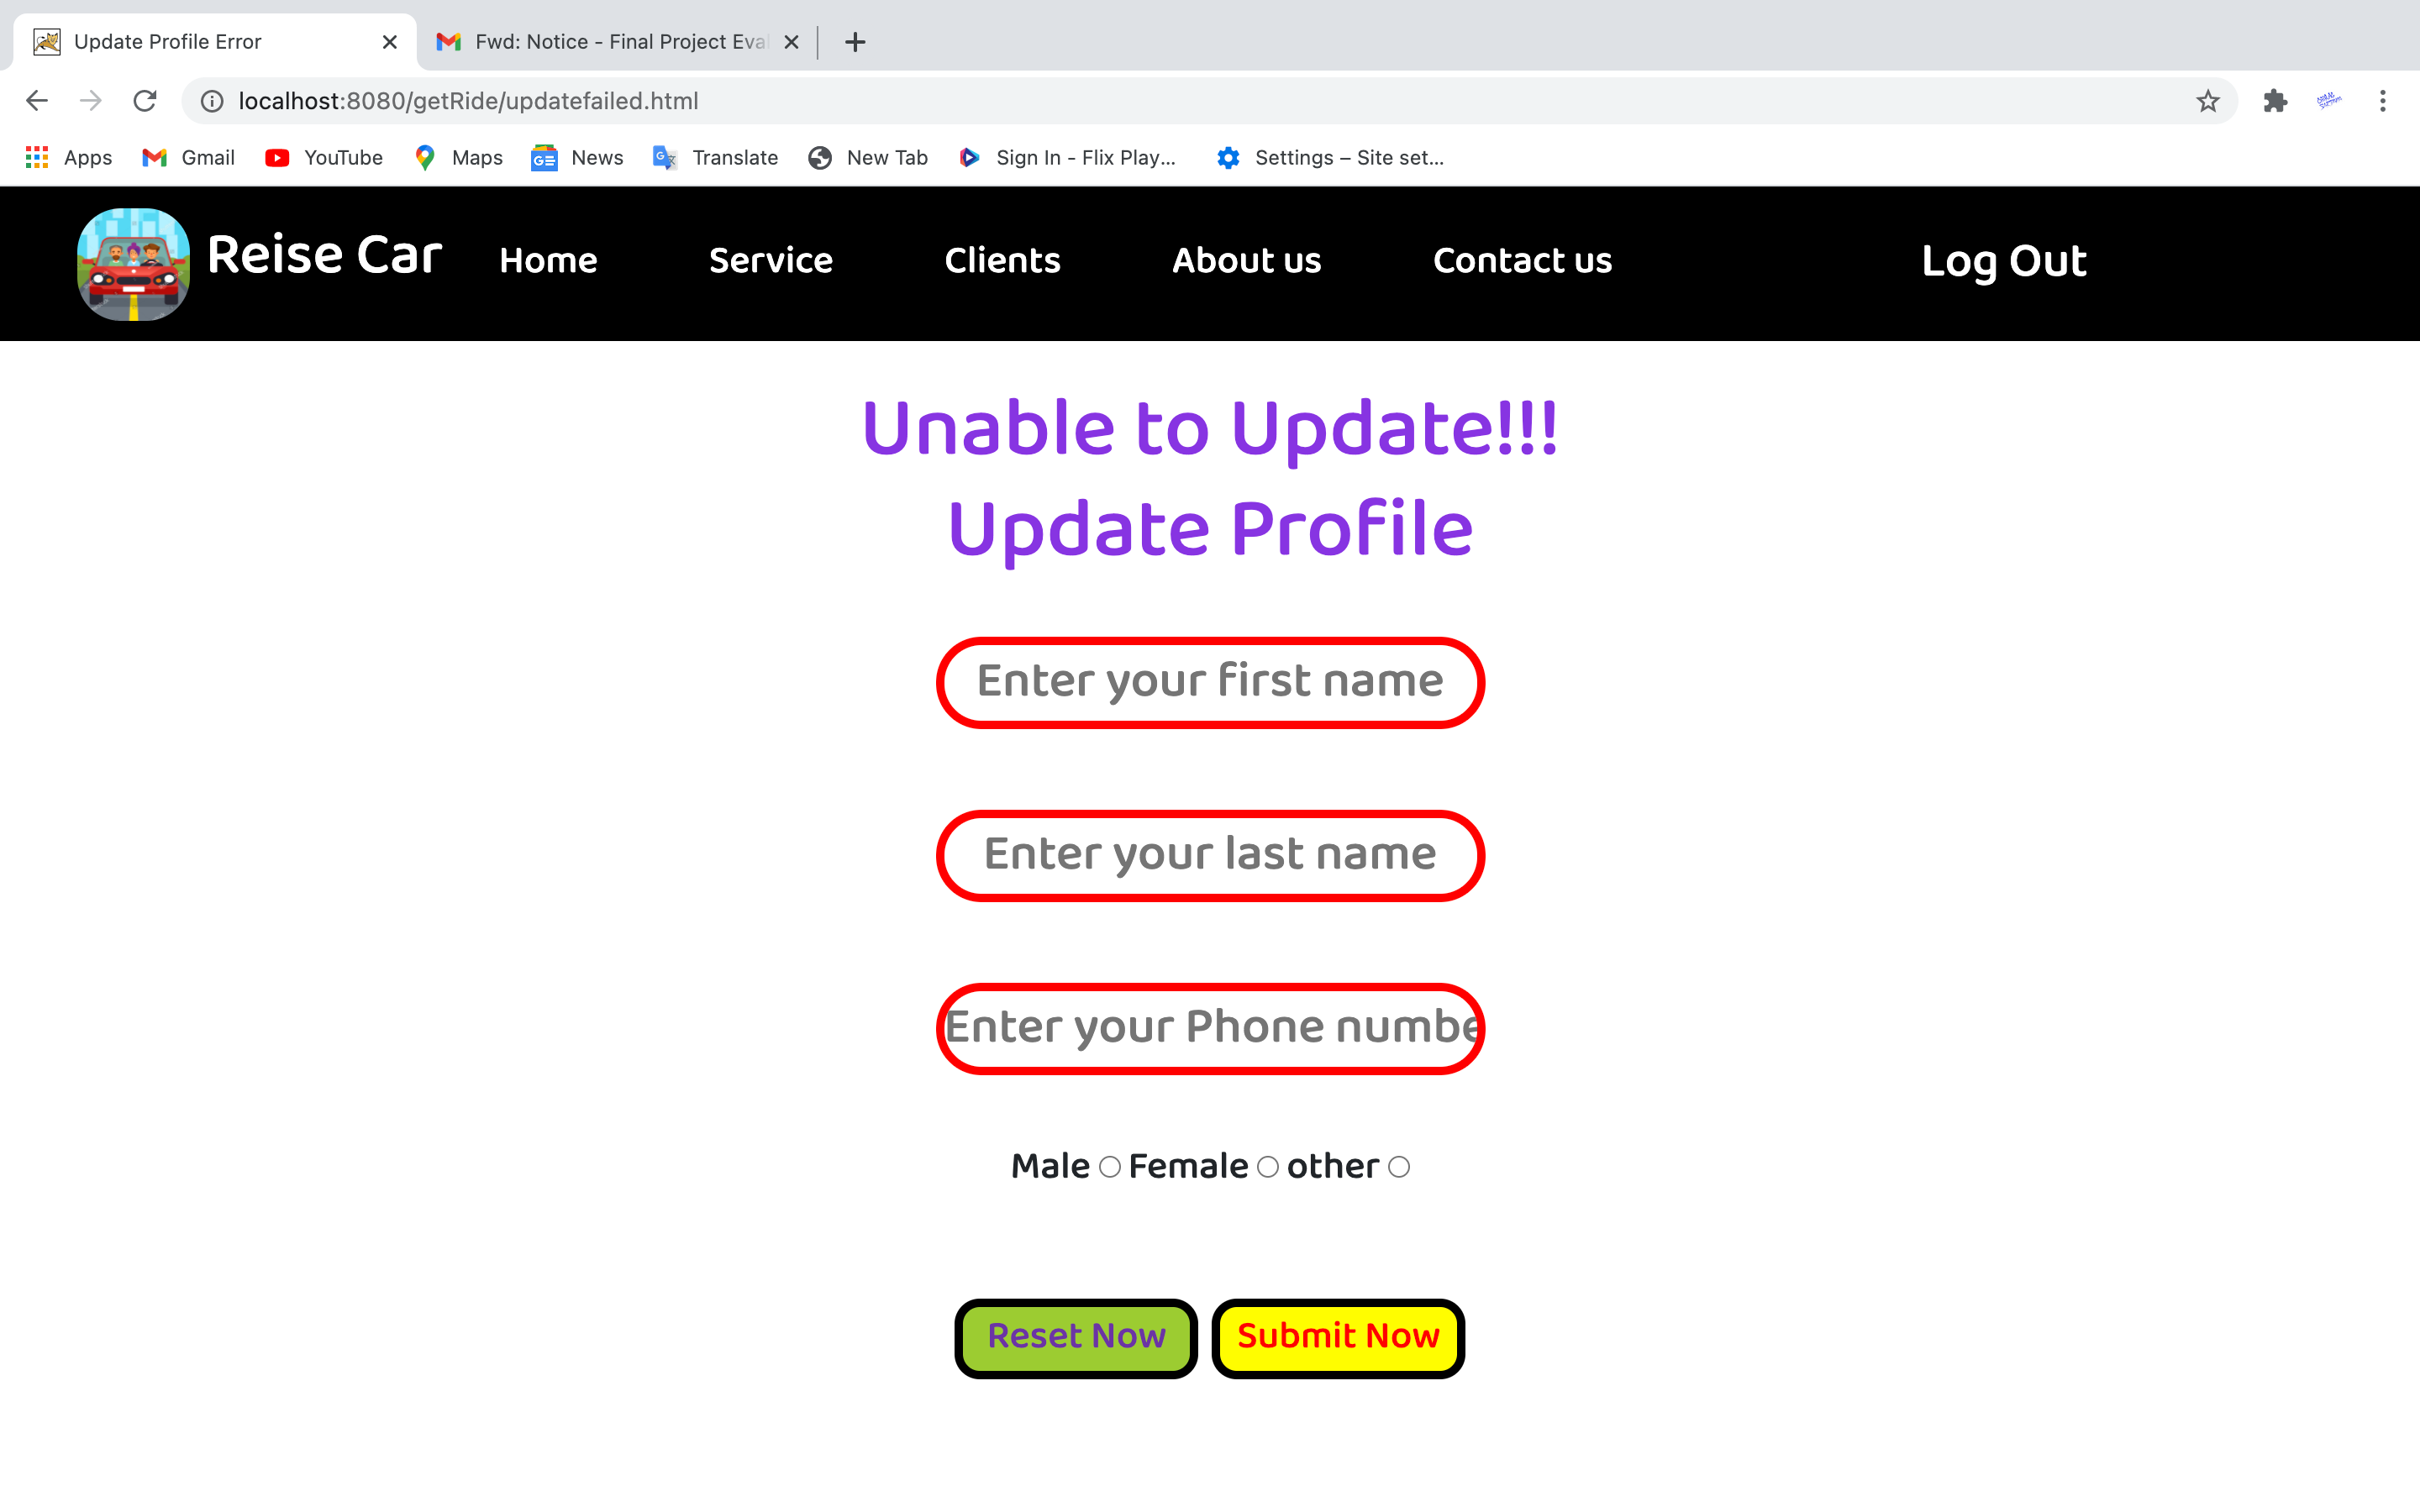 Update Profile Error
Fwd: Notice - Final Project Eval
localhost:8080/getRide/updatefailed.html
Apps Gmail YouTube Maps News Translate New Tab Sign In - Flix Play... Settings – Site set...
Reise Car Home Service Clients About us Contact us Log Out
Unable to Update!!!
Update Profile
Enter your first name
Enter your last name
Enter your Phone numbe
Male Female other
Reset Now Submit Now